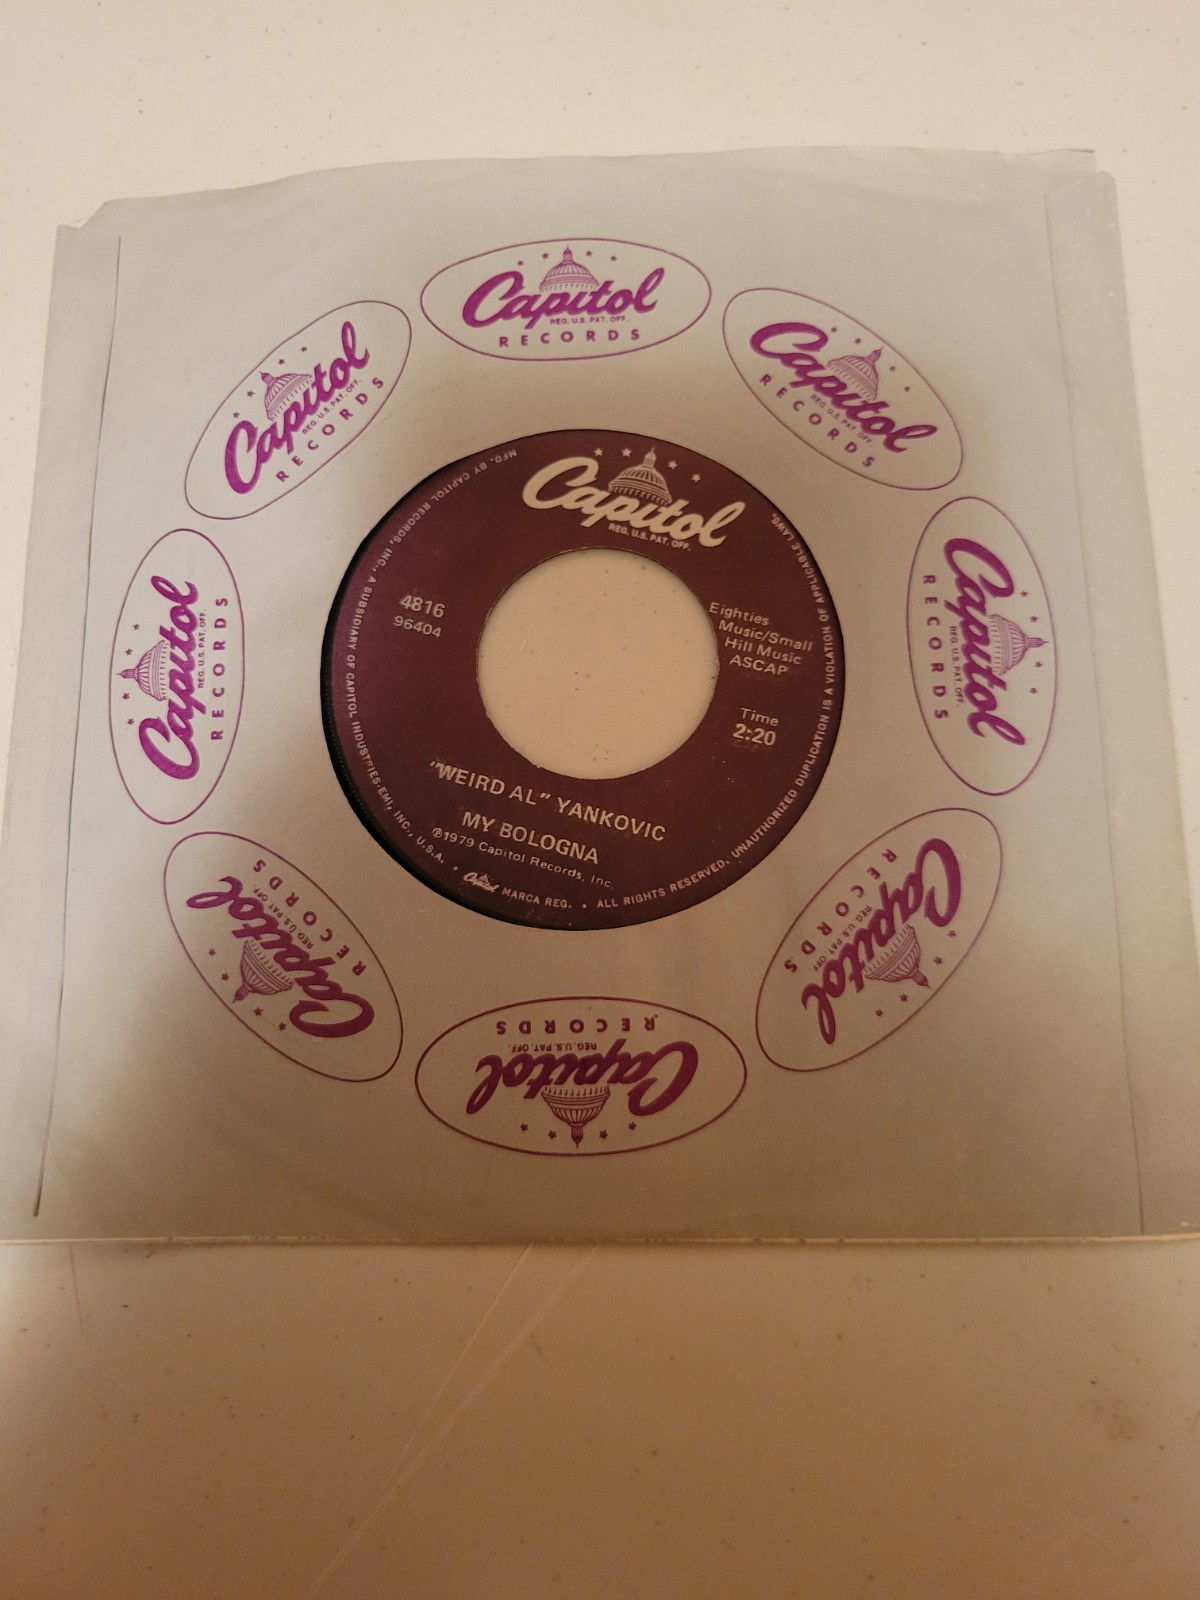 Capitol
REG. U.S. PAT. OFF.
RECORDS
Capitol
REG. U.S. PAT. OFF.
RECORDS
Capitol
REG. U.S. PAT. OFF.
RECORDS
Capitol
REG. U.S. PAT. OFF.
RECORDS
Capitol
REG. U.S. PAT. OFF.
RECORDS
Capitol
REG. U.S. PAT. OFF.
4816
96404
Eighties
Music/Small
Hill Music
ASCAP
Time
2:20
"WEIRD AL" YANKOVIC
MY BOLOGNA
℗1979 Capitol Records, Inc.
MFG. BY CAPITOL RECORDS, INC., A SUBSIDIARY OF CAPITOL INDUSTRIES-EMI, INC., U.S.A. • Capitol MARCA REG. • ALL RIGHTS RESERVED. UNAUTHORIZED DUPLICATION IS A VIOLATION OF APPLICABLE LAWS.
Capitol
REG. U.S. PAT. OFF.
RECORDS
Capitol
REG. U.S. PAT. OFF.
RECORDS
Capitol
REG. U.S. PAT. OFF.
RECORDS